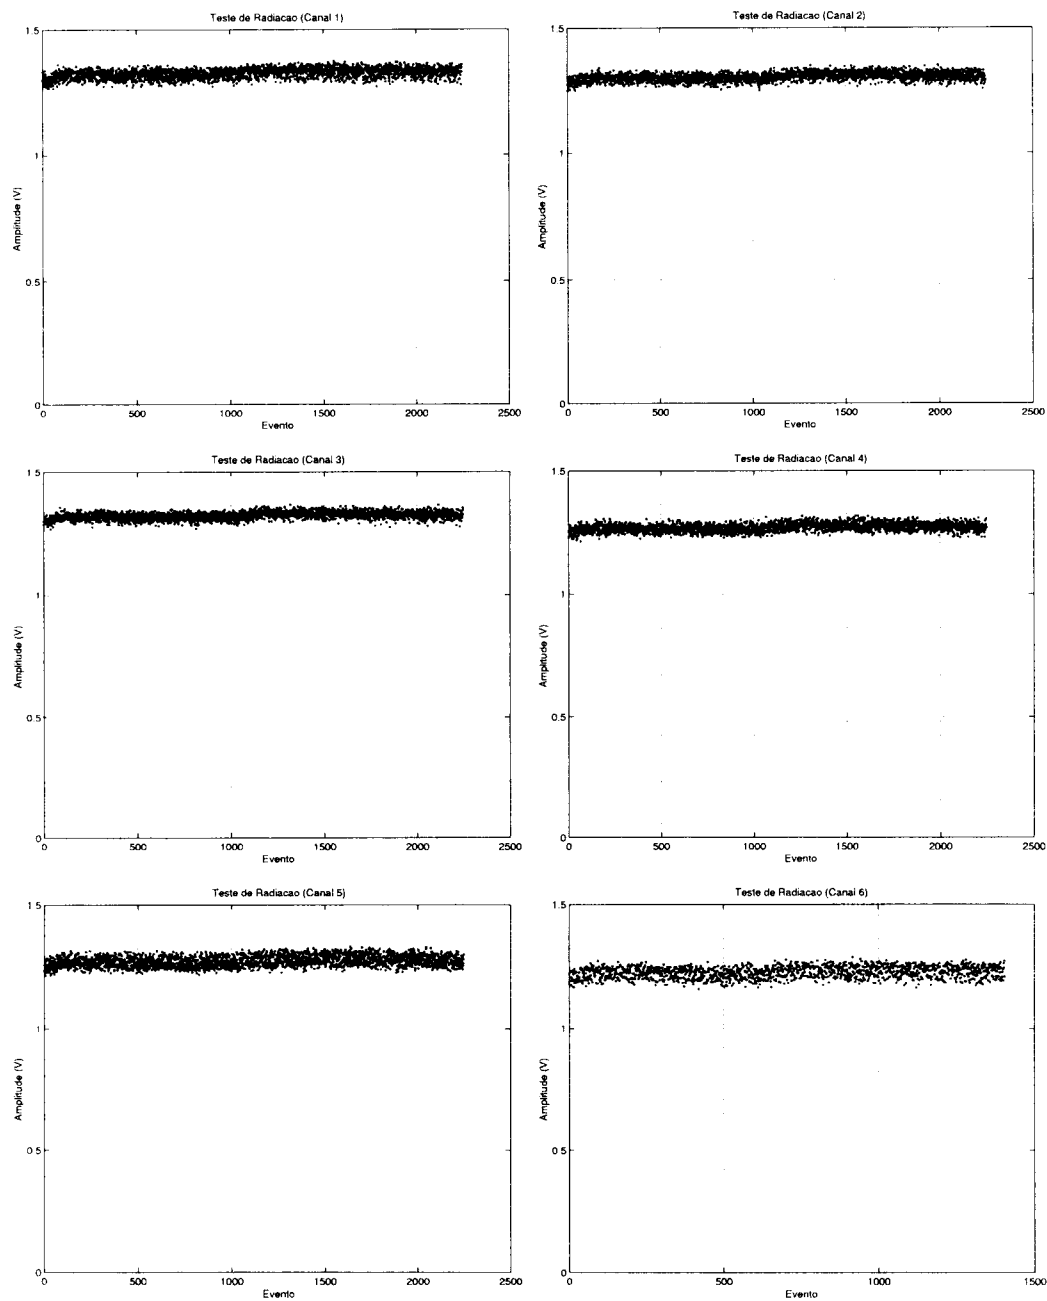 Teste de Radiacao (Canal 1)
1.5
1
0.5
0
Amplitude (V)
0 500 1000 1500 2000 2500
Evento
Teste de Radiacao (Canal 2)
1.5
1
0.5
0
Amplitude (V)
0 500 1000 1500 2000 2500
Evento
Teste de Radiacao (Canal 3)
1.5
1
0.5
0
Amplitude (V)
0 500 1000 1500 2000 2500
Evento
Teste de Radiacao (Canal 4)
1.5
1
0.5
0
Amplitude (V)
0 500 1000 1500 2000 2500
Evento
Teste de Radiacao (Canal 5)
1.5
1
0.5
0
Amplitude (V)
0 500 1000 1500 2000 2500
Evento
Teste de Radiacao (Canal 6)
1.5
1
0.5
0
Amplitude (V)
0 500 1000 1500
Evento